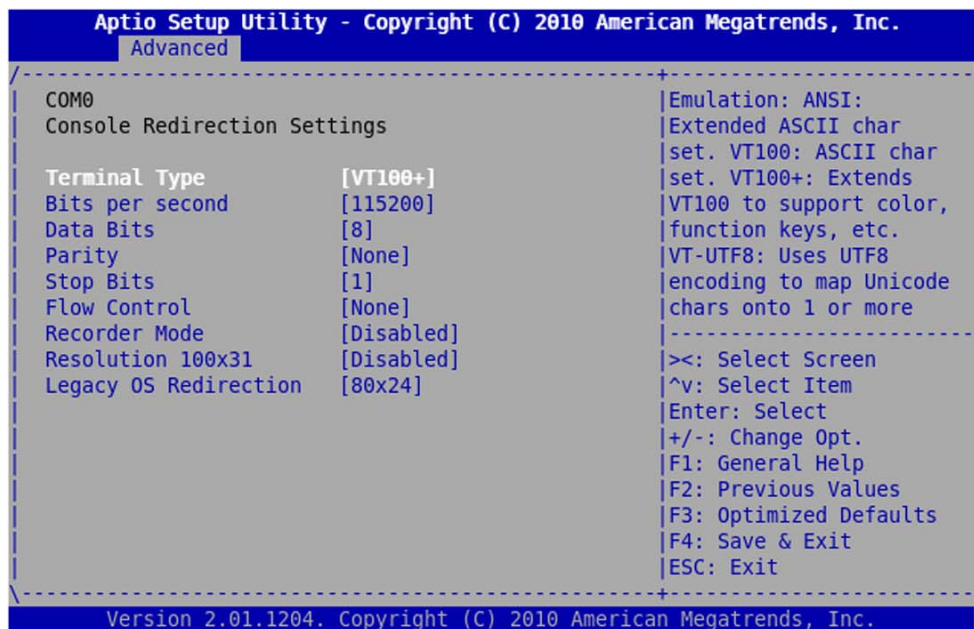 Aptio Setup Utility - Copyright (C) 2010 American Megatrends, Inc.
Advanced
COM0
Console Redirection Settings
Terminal Type [VT100+]
Bits per second [115200]
Data Bits [8]
Parity [None]
Stop Bits [1]
Flow Control [None]
Recorder Mode [Disabled]
Resolution 100x31 [Disabled]
Legacy OS Redirection [80x24]
Emulation: ANSI:
Extended ASCII char
set. VT100: ASCII char
set. VT100+: Extends
VT100 to support color,
function keys, etc.
VT-UTF8: Uses UTF8
encoding to map Unicode
chars onto 1 or more
><: Select Screen
^v: Select Item
Enter: Select
+/-: Change Opt.
F1: General Help
F2: Previous Values
F3: Optimized Defaults
F4: Save & Exit
ESC: Exit
Version 2.01.1204. Copyright (C) 2010 American Megatrends, Inc.